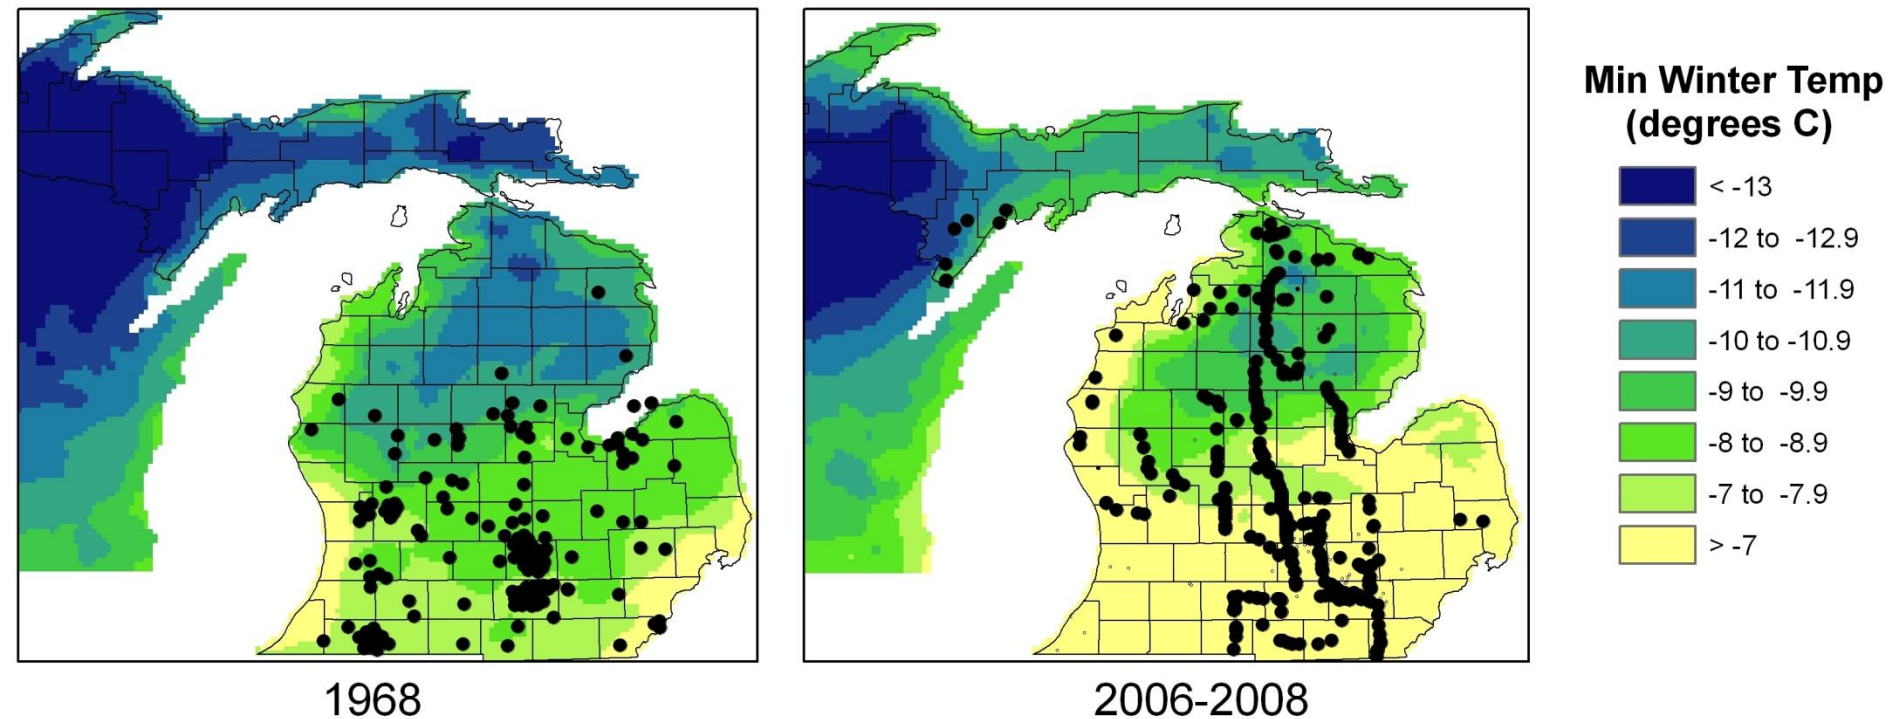 Min Winter Temp
(degrees C)
< -13
-12 to -12.9
-11 to -11.9
-10 to -10.9
-9 to -9.9
-8 to -8.9
-7 to -7.9
> -7
1968
2006-2008